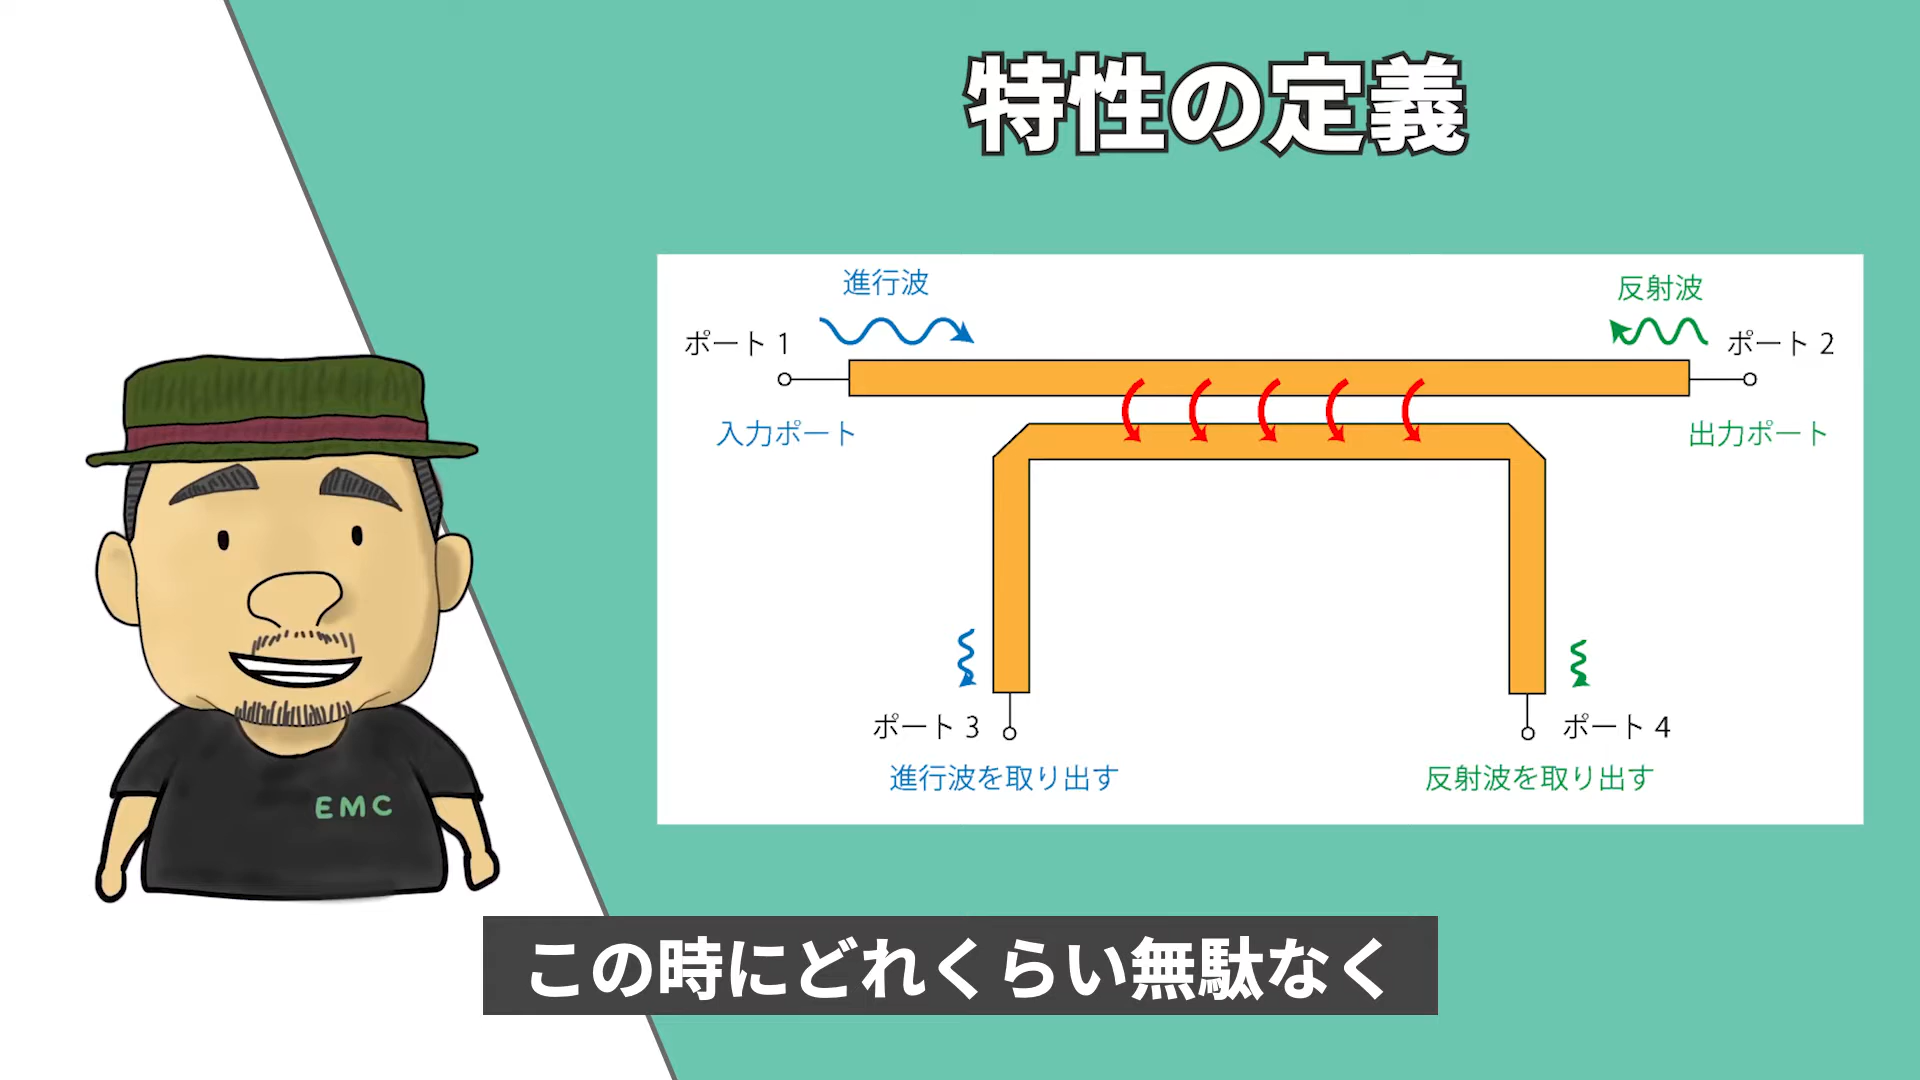 特性の定義
進行波
反射波
ポート 1
ポート 2
入力ポート
出力ポート
ポート 3
ポート 4
進行波を取り出す
反射波を取り出す
EMC
この時にどれくらい無駄なく